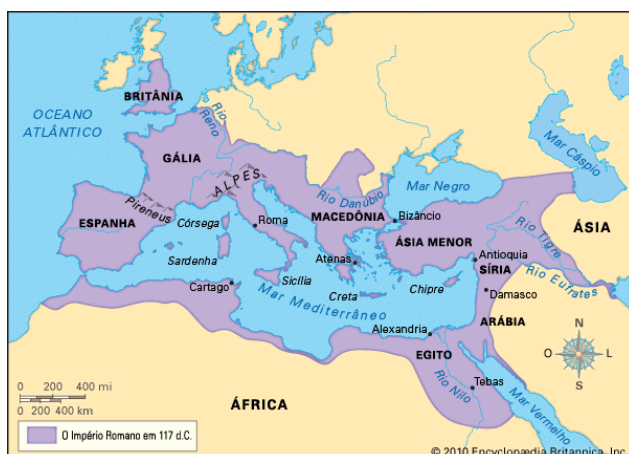 BRITÂNIA
OCEANO
ATLÂNTICO
Rio
Reno
GÁLIA
ALPES
Pireneus
ESPANHA
Córsega
Roma
Sardenha
Cartago
Sicília
Mar Mediterrâneo
Rio Danúbio
MACEDÔNIA
Bizâncio
Mar Negro
Mar Cáspio
ÁSIA
ÁSIA MENOR
Atenas
Creta
Chipre
Antioquia
SÍRIA
Rio Tigre
Rio Eufrates
Damasco
ARÁBIA
Alexandria
EGITO
Rio Nilo
Tebas
Mar Vermelho
ÁFRICA
N
O L
S
0 200 400 mi
0 200 400 km
O Império Romano em 117 d.C.
© 2010 Encyclopædia Britannica, Inc.